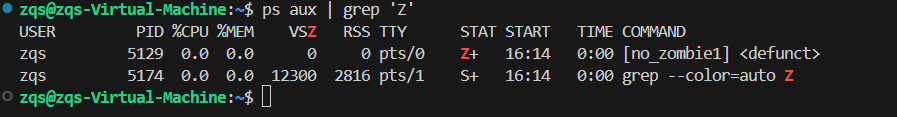 zqs@zqs-Virtual-Machine:~$ ps aux | grep 'Z'
USER         PID %CPU %MEM    VSZ   RSS TTY      STAT START   TIME COMMAND
zqs         5129  0.0  0.0      0     0 pts/0    Z+   16:14   0:00 [no_zombie1] <defunct>
zqs         5174  0.0  0.0  12300  2816 pts/1    S+   16:14   0:00 grep --color=auto Z
zqs@zqs-Virtual-Machine:~$